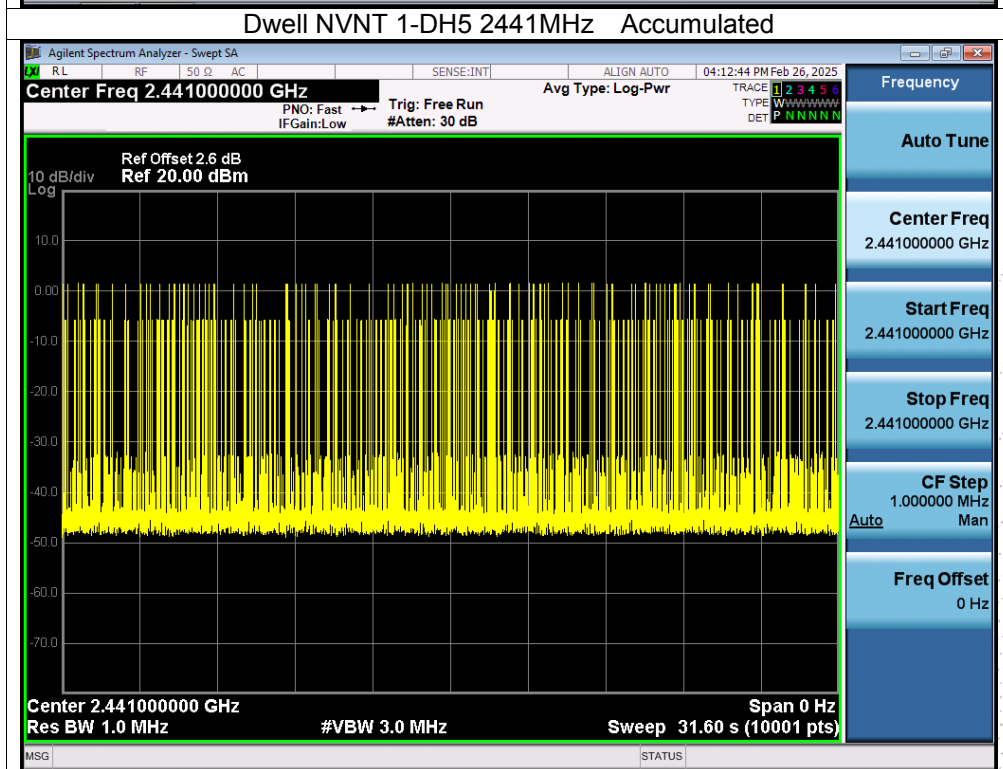 Dwell NVNT 1-DH5 2441MHz Accumulated
Agilent Spectrum Analyzer - Swept SA
LXI RL RF 50 Ω AC SENSE:INT ALIGN AUTO 04:12:44 PM Feb 26, 2025
Center Freq 2.441000000 GHz
PNO: Fast
IFGain:Low
Trig: Free Run
#Atten: 30 dB
Avg Type: Log-Pwr
TRACE 1 2 3 4 5 6
TYPE WWWWWWW
DET P N N N N N
Ref Offset 2.6 dB
10 dB/div Ref 20.00 dBm
Log
10.0
0.00
-10.0
-20.0
-30.0
-40.0
-50.0
-60.0
-70.0
Center 2.441000000 GHz Span 0 Hz
Res BW 1.0 MHz #VBW 3.0 MHz Sweep 31.60 s (10001 pts)
MSG STATUS
Frequency
Auto Tune
Center Freq
2.441000000 GHz
Start Freq
2.441000000 GHz
Stop Freq
2.441000000 GHz
CF Step
1.000000 MHz
Auto Man
Freq Offset
0 Hz